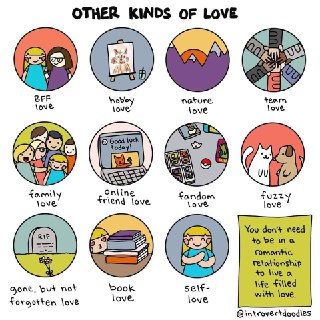 OTHER KINDS OF LOVE
BFF
love
hobby
love
nature
love
team
love
Good luck
today!
family
love
online
friend love
fandom
love
fuzzy
love
RIP
gone, but not
forgotten love
book
love
self-
love
You don't need
to be in a
romantic
relationship
to live a
life filled
with love.
@introvertdoodles